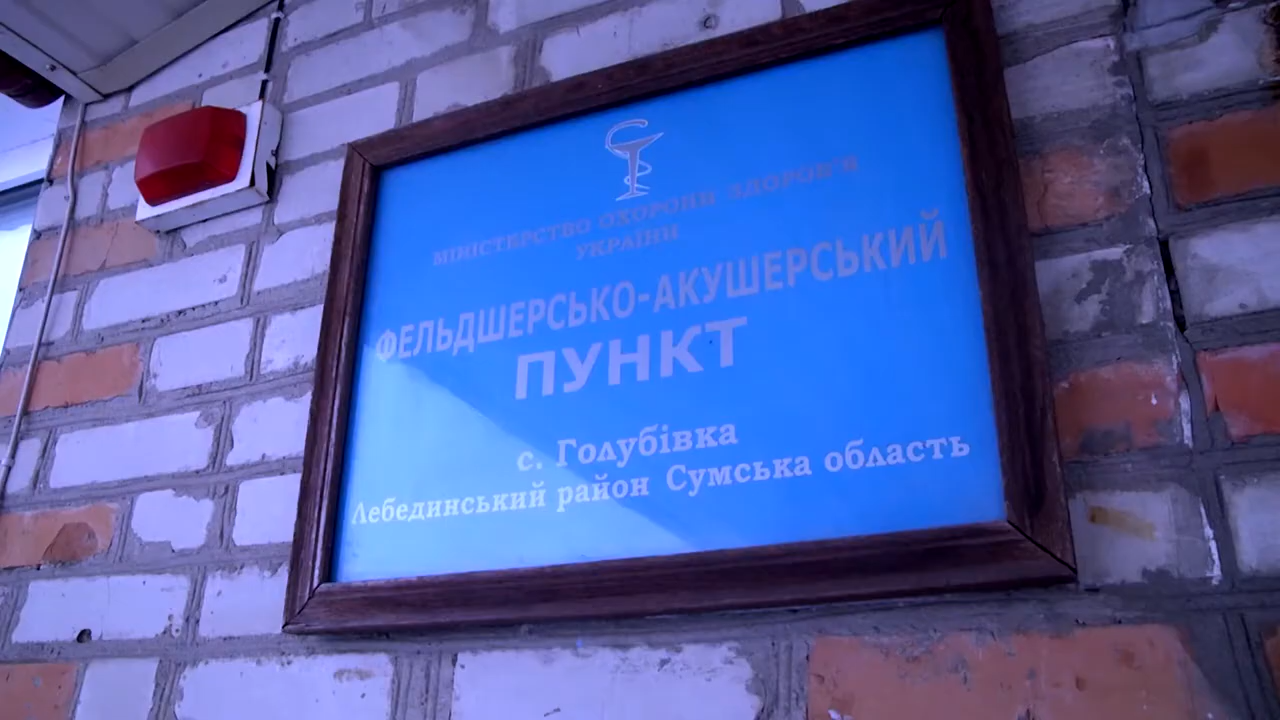 МІНІСТЕРСТВО ОХОРОНИ ЗДОРОВ'Я
УКРАЇНИ
ФЕЛЬДШЕРСЬКО-АКУШЕРСЬКИЙ
ПУНКТ
с. Голубівка
Лебединський район Сумська область